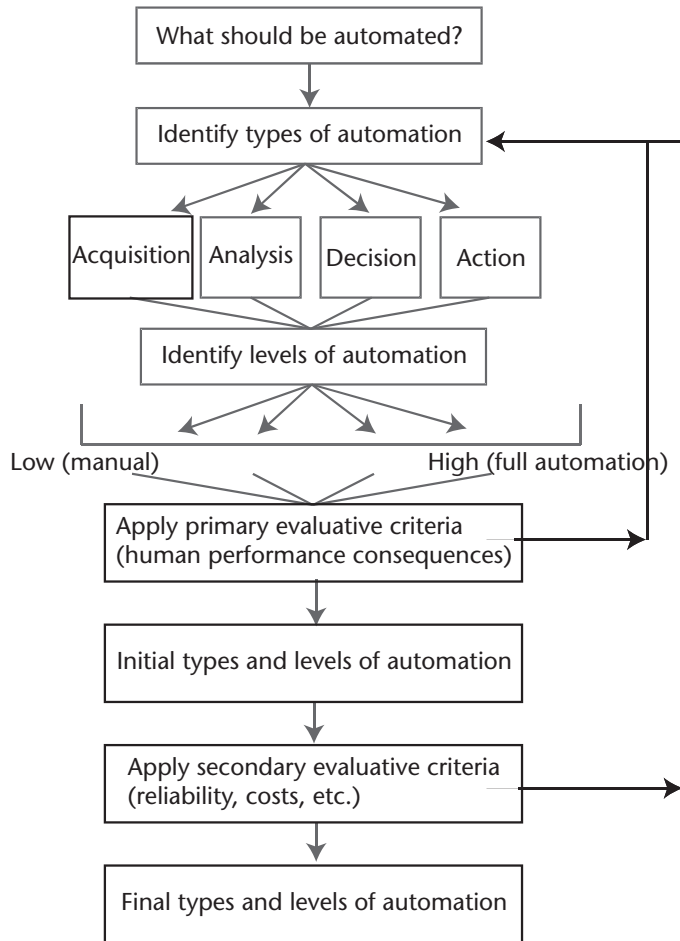 What should be automated?
Identify types of automation
Acquisition
Analysis
Decision
Action
Identify levels of automation
Low (manual)
High (full automation)
Apply primary evaluative criteria
(human performance consequences)
Initial types and levels of automation
Apply secondary evaluative criteria
(reliability, costs, etc.)
Final types and levels of automation